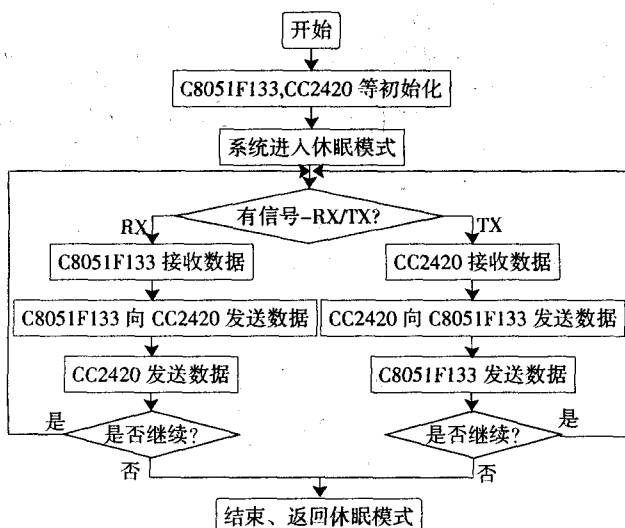 开始
C8051F133,CC2420 等初始化
系统进入休眠模式
有信号-RX/TX?
RX
TX
C8051F133 接收数据
CC2420 接收数据
C8051F133 向 CC2420 发送数据
CC2420 向 C8051F133 发送数据
CC2420 发送数据
C8051F133 发送数据
是
是否继续?
是否继续?
是
否
否
结束、返回休眠模式